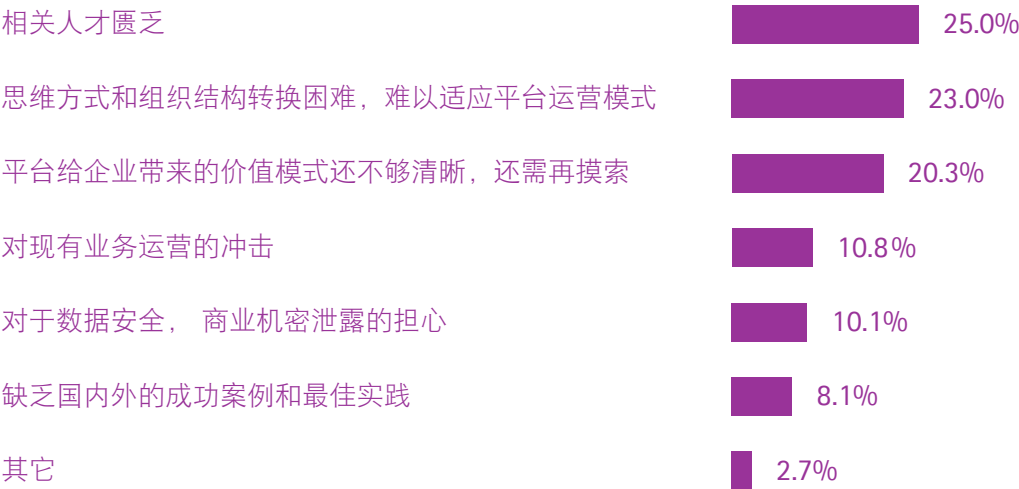 相关人才匮乏 25.0%
思维方式和组织结构转换困难，难以适应平台运营模式 23.0%
平台给企业带来的价值模式还不够清晰，还需再摸索 20.3%
对现有业务运营的冲击 10.8%
对于数据安全， 商业机密泄露的担心 10.1%
缺乏国内外的成功案例和最佳实践 8.1%
其它 2.7%